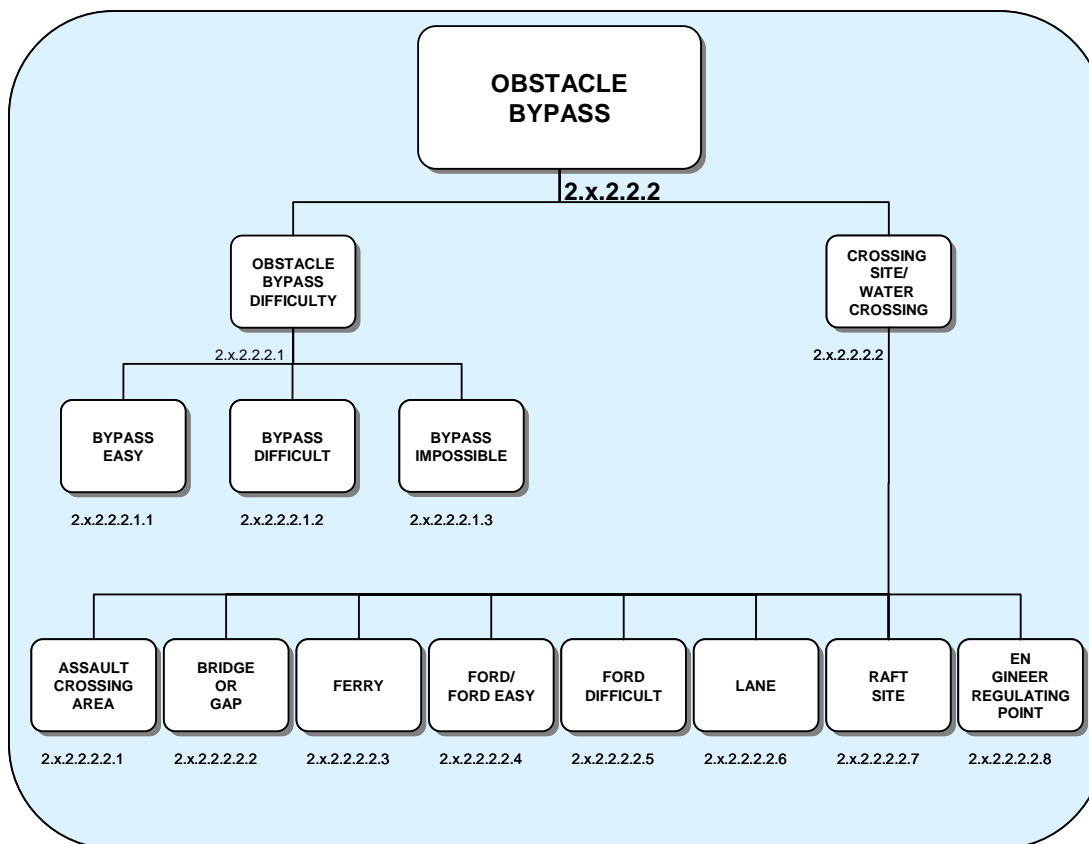 OBSTACLE
BYPASS
2.x.2.2.2
OBSTACLE
BYPASS
DIFFICULTY
2.x.2.2.2.1
CROSSING
SITE/
WATER
CROSSING
2.x.2.2.2.2
BYPASS
EASY
2.x.2.2.2.1.1
BYPASS
DIFFICULT
2.x.2.2.2.1.2
BYPASS
IMPOSSIBLE
2.x.2.2.2.1.3
ASSAULT
CROSSING
AREA
2.x.2.2.2.2.1
BRIDGE
OR
GAP
2.x.2.2.2.2.2
FERRY
2.x.2.2.2.2.3
FORD/
FORD EASY
2.x.2.2.2.2.4
FORD
DIFFICULT
2.x.2.2.2.2.5
LANE
2.x.2.2.2.2.6
RAFT
SITE
2.x.2.2.2.2.7
EN
GINEER
REGULATING
POINT
2.x.2.2.2.2.8